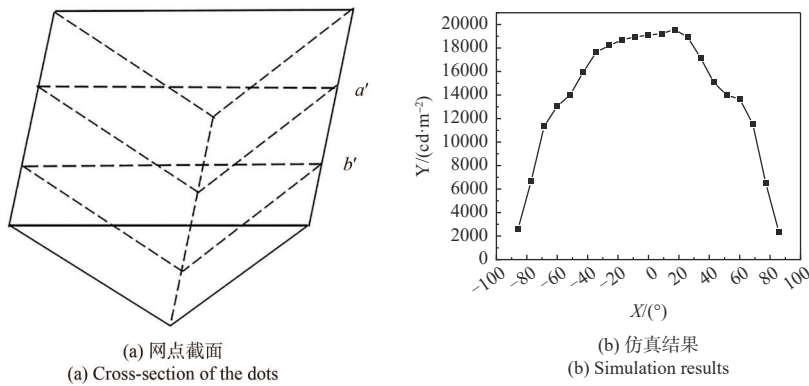 a′
b′
(a) 网点截面
(a) Cross-section of the dots
Y/(cd·m−2)
20000
18000
16000
14000
12000
10000
8000
6000
4000
2000
0
−100
−80
−60
−40
−20
0
20
40
60
80
100
X/(°)
(b) 仿真结果
(b) Simulation results